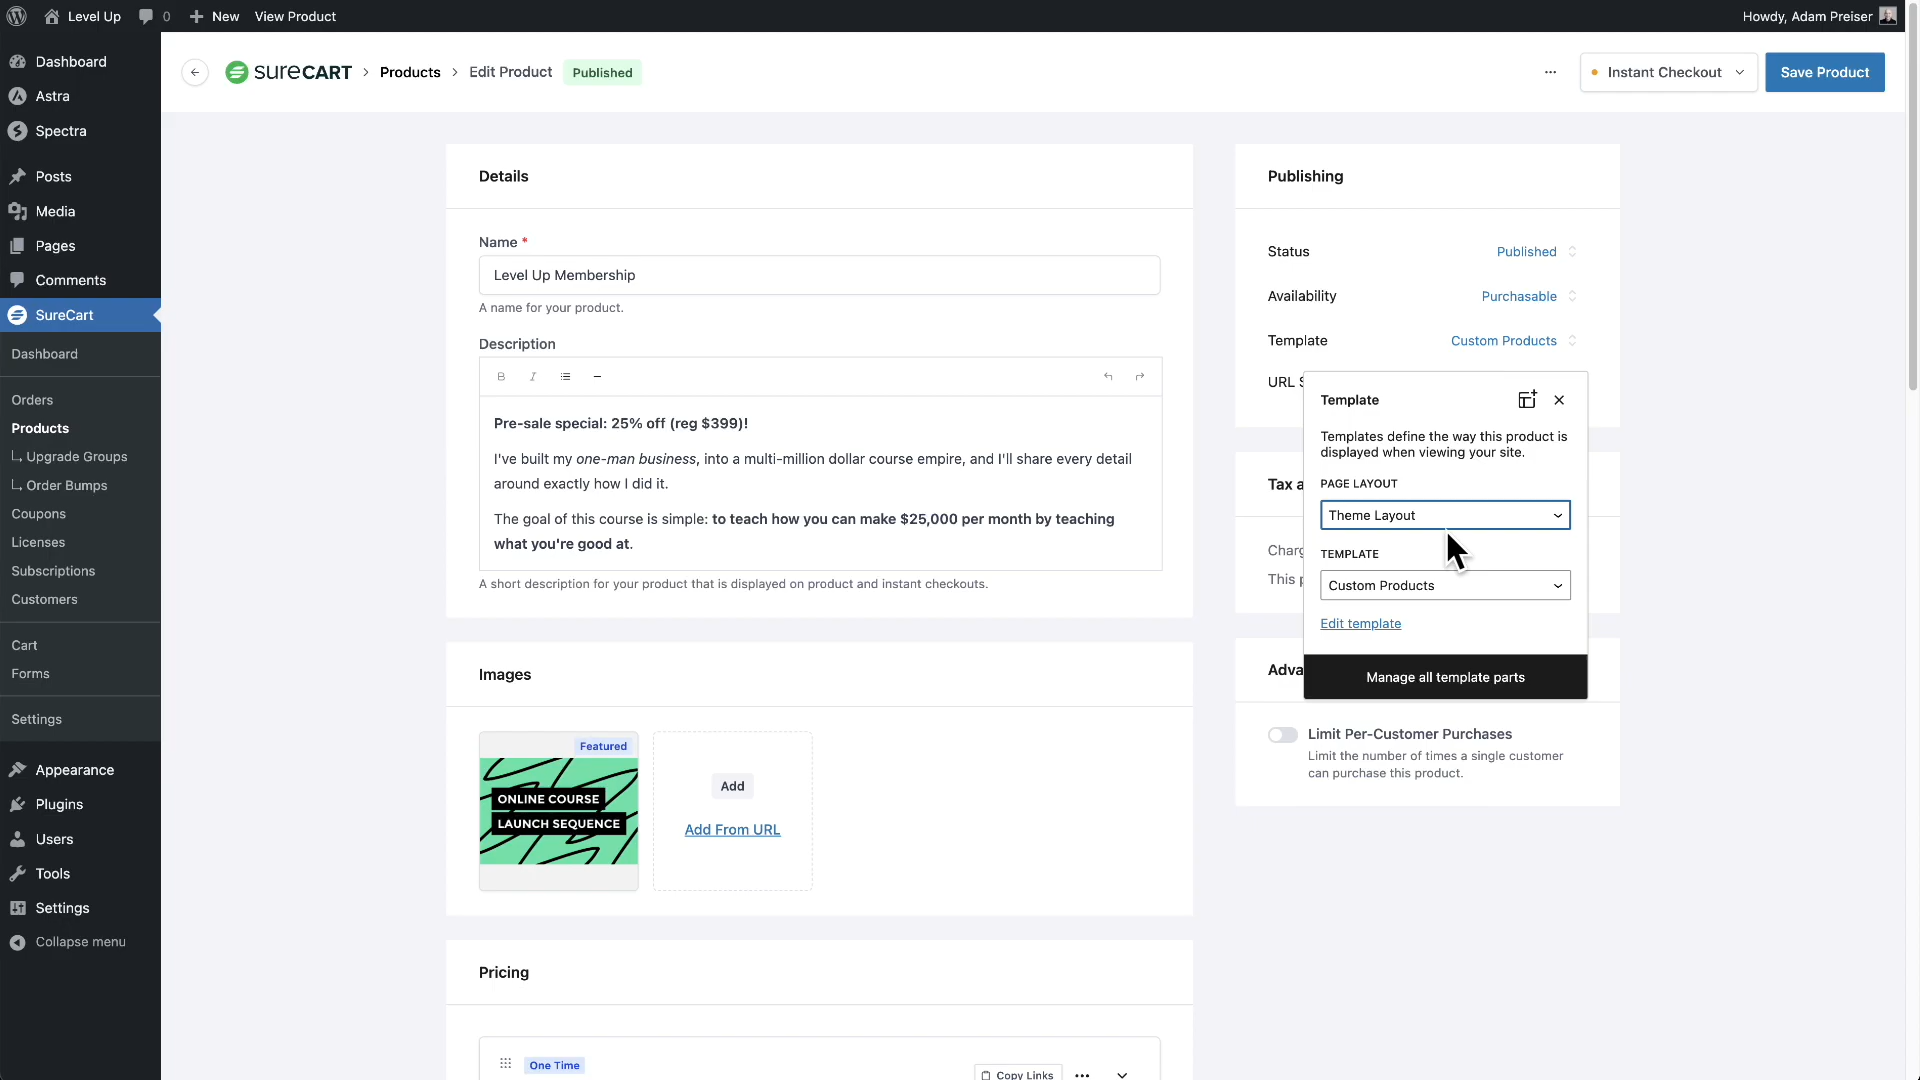 Level Up
0
New
View Product
Howdy, Adam Preiser
Dashboard
Astra
Spectra
Posts
Media
Pages
Comments
SureCart
Dashboard
Orders
Products
Upgrade Groups
Order Bumps
Coupons
Licenses
Subscriptions
Customers
Cart
Forms
Settings
Appearance
Plugins
Users
Tools
Settings
Collapse menu
SURECART
Products
Edit Product
Published
Instant Checkout
Save Product
Details
Name *
Level Up Membership
A name for your product.
Description
B I
Pre-sale special: 25% off (reg $399)!
I've built my one-man business, into a multi-million dollar course empire, and I'll share every detail
around exactly how I did it.
The goal of this course is simple: to teach how you can make $25,000 per month by teaching
what you're good at.
A short description for your product that is displayed on product and instant checkouts.
Images
Featured
ONLINE COURSE
LAUNCH SEQUENCE
Add
Add From URL
Pricing
One Time
Copy Links
Publishing
Status
Published
Availability
Purchasable
Template
Custom Products
URL
Template
Templates define the way this product is
displayed when viewing your site.
PAGE LAYOUT
Theme Layout
TEMPLATE
Custom Products
Edit template
Manage all template parts
Tax
This
Limit Per-Customer Purchases
Limit the number of times a single customer
can purchase this product.